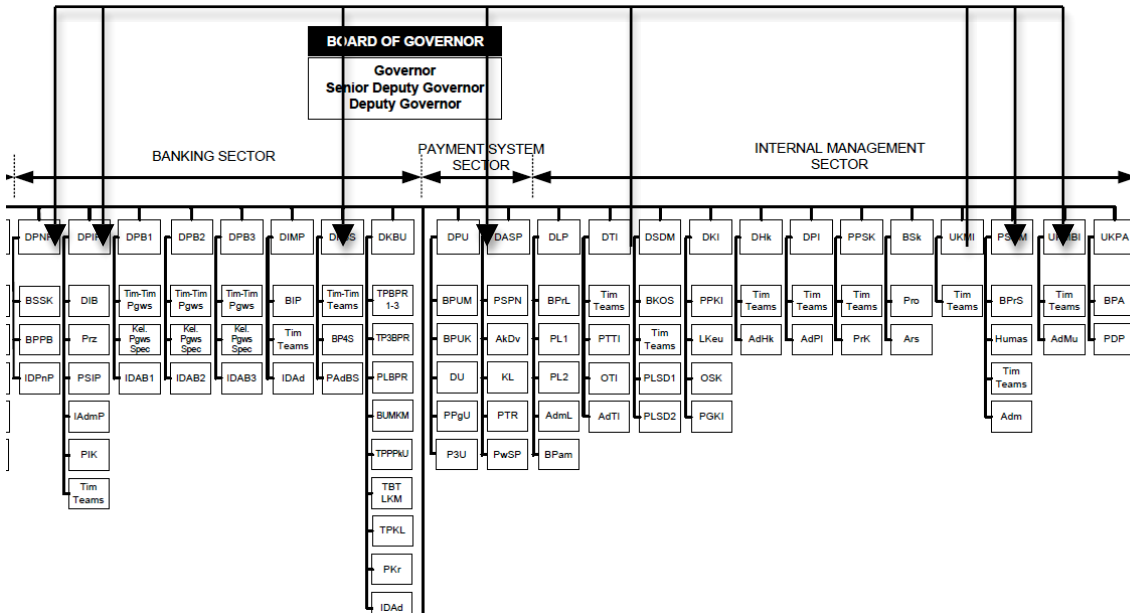 BOARD OF GOVERNOR
Governor
Senior Deputy Governor
Deputy Governor
BANKING SECTOR
PAYMENT SYSTEM
SECTOR
INTERNAL MANAGEMENT
SECTOR
BSSK
BPPB
IDPnP
DIB
Prz
PSIP
IAdmP
PIK
Tim
Teams
DPB1
Tim-Tim
Pgws
Kel.
Pgws
Spec
IDAB1
DPB2
Tim-Tim
Pgws
Kel.
Pgws
Spec
IDAB2
DPB3
Tim-Tim
Pgws
Kel.
Pgws
Spec
IDAB3
DIMP
BIP
Tim
Teams
IDAd
Tim-Tim
Teams
BP4S
PAdBS
DKBU
TPBPR
1-3
TP3BPR
PLBPR
BUMKM
TPPPkU
TBT
LKM
TPKL
PKr
IDAd
DPU
BPUM
BPUK
DU
PPgU
P3U
DASP
PSPN
AkDv
KL
PTR
PwSP
DLP
BPrL
PL1
PL2
AdmL
BPam
DTI
Tim
Teams
PTTI
OTI
AdTI
DSDM
BKOS
Tim
Teams
PLSD1
PLSD2
DKI
PPKI
LKeu
OSK
PGKI
DHk
Tim
Teams
AdHk
DPI
Tim
Teams
AdPI
PPSK
Tim
Teams
PrK
BSk
Pro
Ars
UKMI
Tim
Teams
BPrS
Humas
Tim
Teams
Adm
Tim
Teams
AdMu
UKPA
BPA
PDP